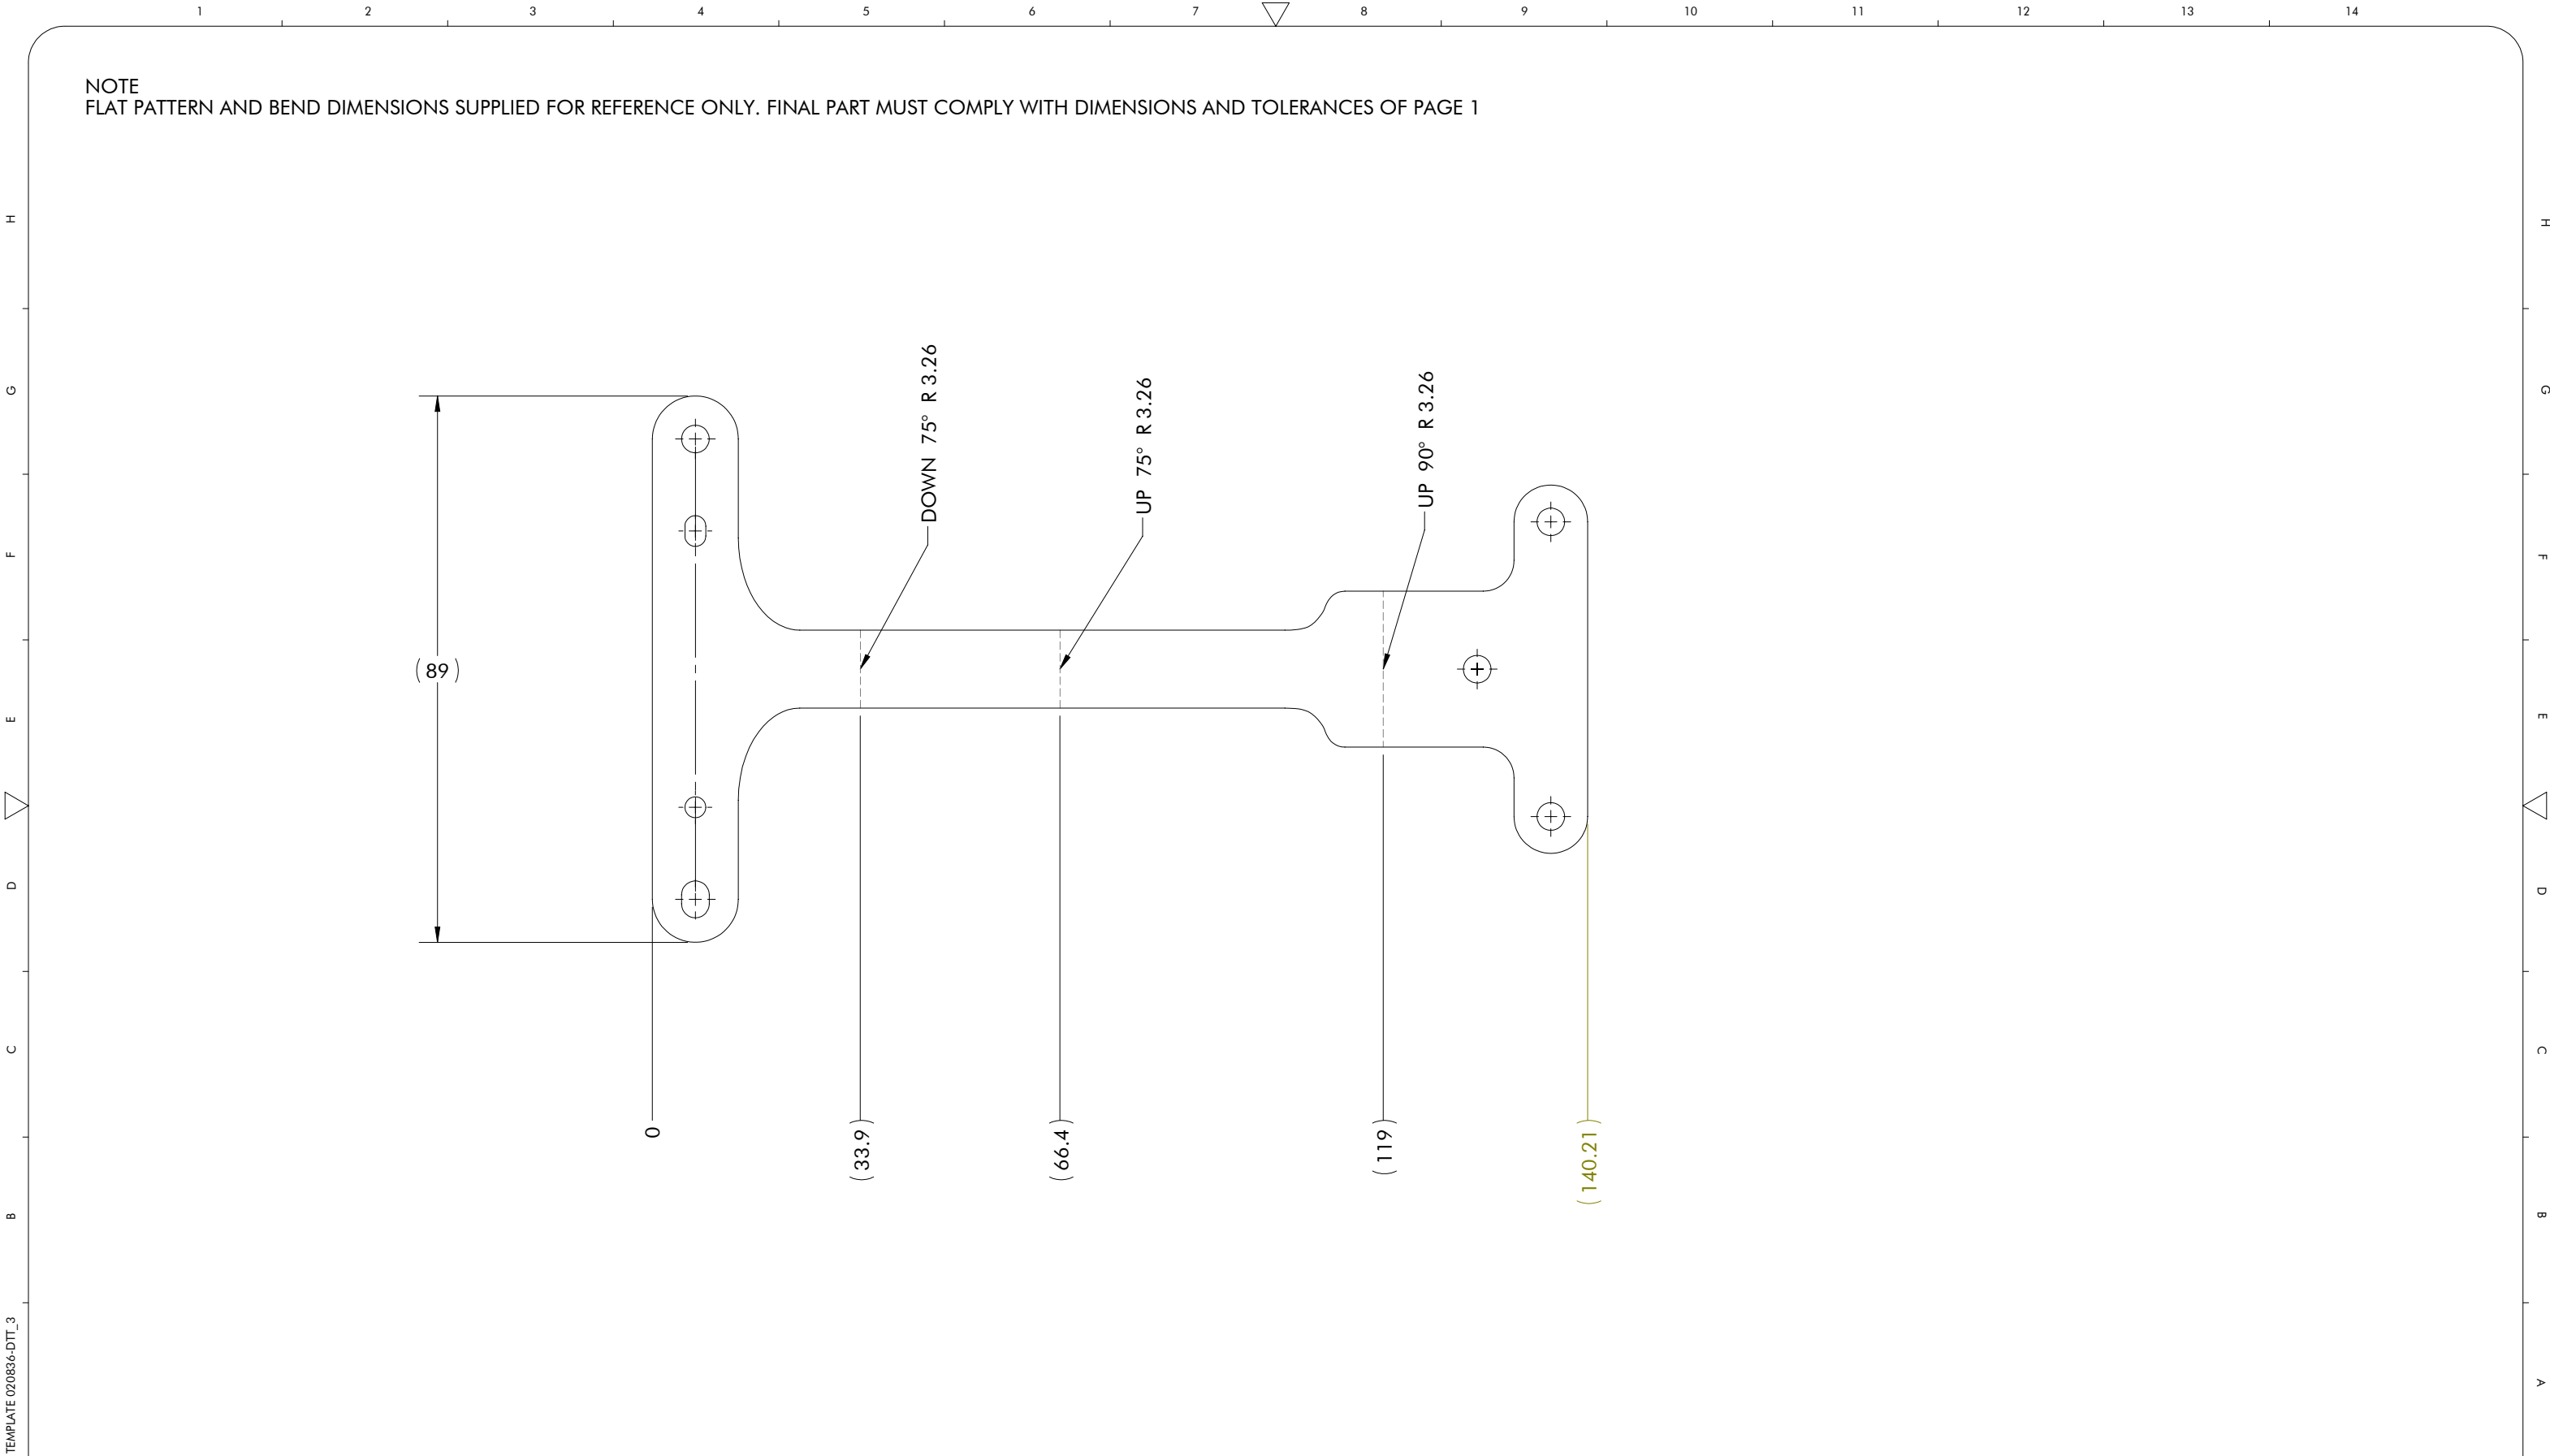 1 2 3 4 5 6 7 8 9 10 11 12 13 14
NOTE
FLAT PATTERN AND BEND DIMENSIONS SUPPLIED FOR REFERENCE ONLY. FINAL PART MUST COMPLY WITH DIMENSIONS AND TOLERANCES OF PAGE 1
H H
G G
DOWN 75° R 3.26
UP 75° R 3.26
UP 90° R 3.26
F F
(89)
E E
D D
C C
0
(33.9)
(66.4)
(119)
(140.21)
B B
A
TEMPLATE 020836-DTT_3